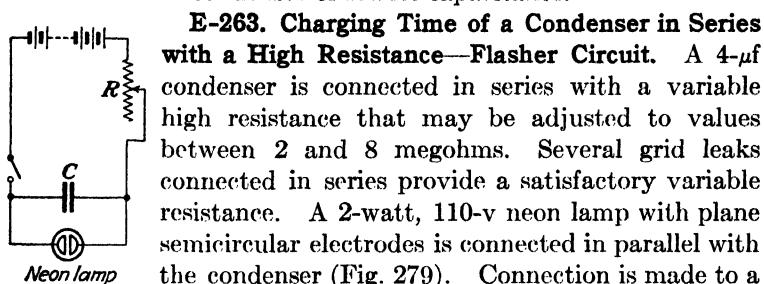 E-263. Charging Time of a Condenser in Series
with a High Resistance—Flasher Circuit. A 4-μf
condenser is connected in series with a variable
high resistance that may be adjusted to values
between 2 and 8 megohms. Several grid leaks
connected in series provide a satisfactory variable
resistance. A 2-watt, 110-v neon lamp with plane
semicircular electrodes is connected in parallel with
the condenser (Fig. 279). Connection is made to a
R
C
Neon lamp